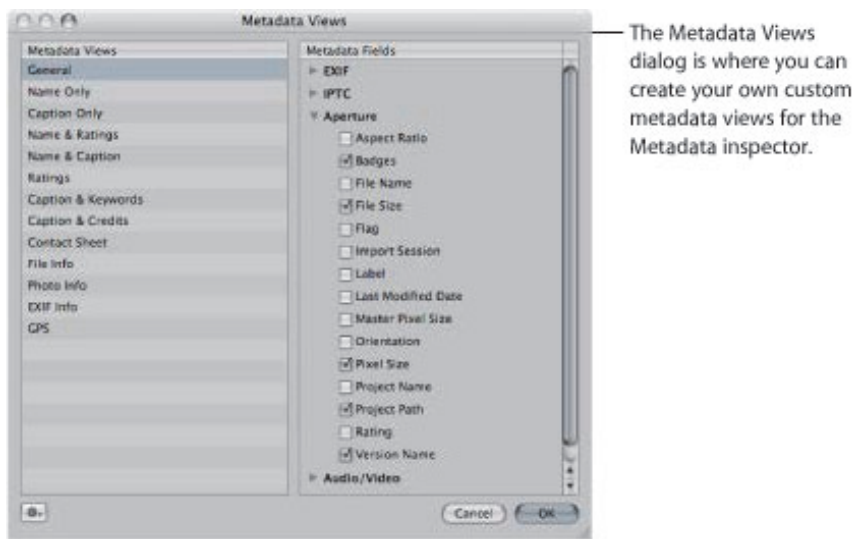 Metadata Views
Metadata Views
General
Name Only
Caption Only
Name & Ratings
Name & Caption
Ratings
Caption & Keywords
Caption & Credits
Contact Sheet
File Info
Photo Info
EXIF Info
GPS
Metadata Fields
EXIF
IPTC
Aperture
Aspect Ratio
Badges
File Name
File Size
Flag
Import Session
Label
Last Modified Date
Master Pixel Size
Orientation
Pixel Size
Project Name
Project Path
Rating
Version Name
Audio/Video
Cancel
OK
The Metadata Views
dialog is where you can
create your own custom
metadata views for the
Metadata inspector.